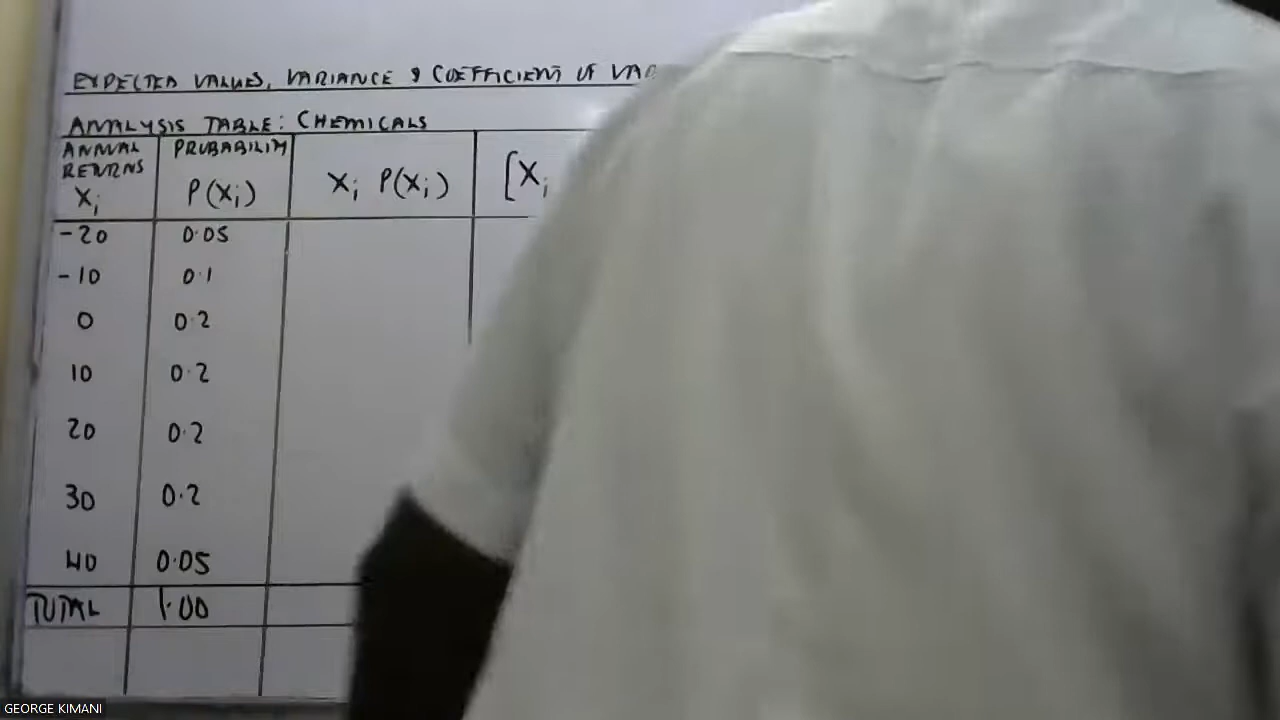 EXPECTED VALUES, VARIANCE & COEFFICIENT OF VAR
ANALYSIS TABLE: CHEMICALS
ANNUAL RETURNS Xi PROBABILITY P(Xi) Xi P(Xi) [Xi
-20 0.05
-10 0.1
0 0.2
10 0.2
20 0.2
30 0.2
40 0.05
TOTAL 1.00
GEORGE KIMANI